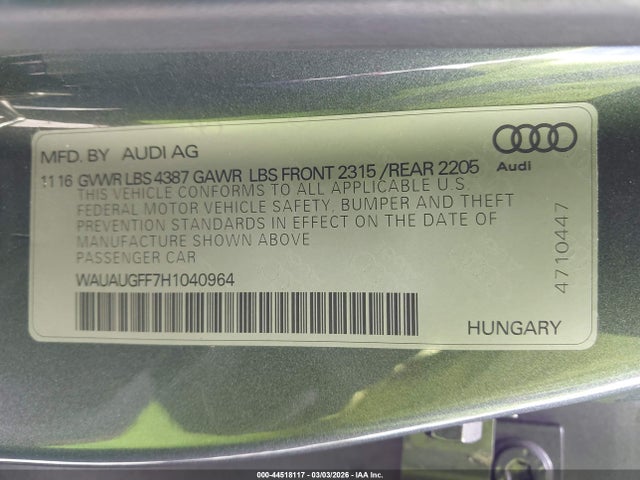 MFD. BY AUDI AG
Audi
11 16 GVWR LBS 4387 GAWR LBS FRONT 2315 /REAR 2205
THIS VEHICLE CONFORMS TO ALL APPLICABLE U.S.
FEDERAL MOTOR VEHICLE SAFETY, BUMPER AND THEFT
PREVENTION STANDARDS IN EFFECT ON THE DATE OF
MANUFACTURE SHOWN ABOVE
PASSENGER CAR
WAUAUGFF7H1040964
4710447
HUNGARY
000-44518117 - 03/03/2026 - IAA Inc.